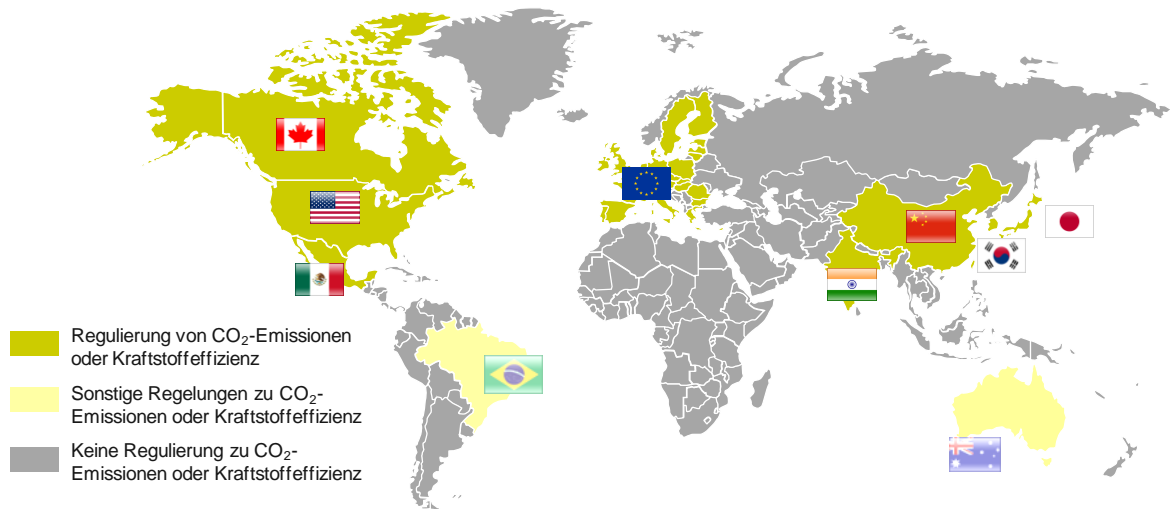 Regulierung von CO₂-Emissionen
oder Kraftstoffeffizienz
Sonstige Regelungen zu CO₂-
Emissionen oder Kraftstoffeffizienz
Keine Regulierung zu CO₂-
Emissionen oder Kraftstoffeffizienz